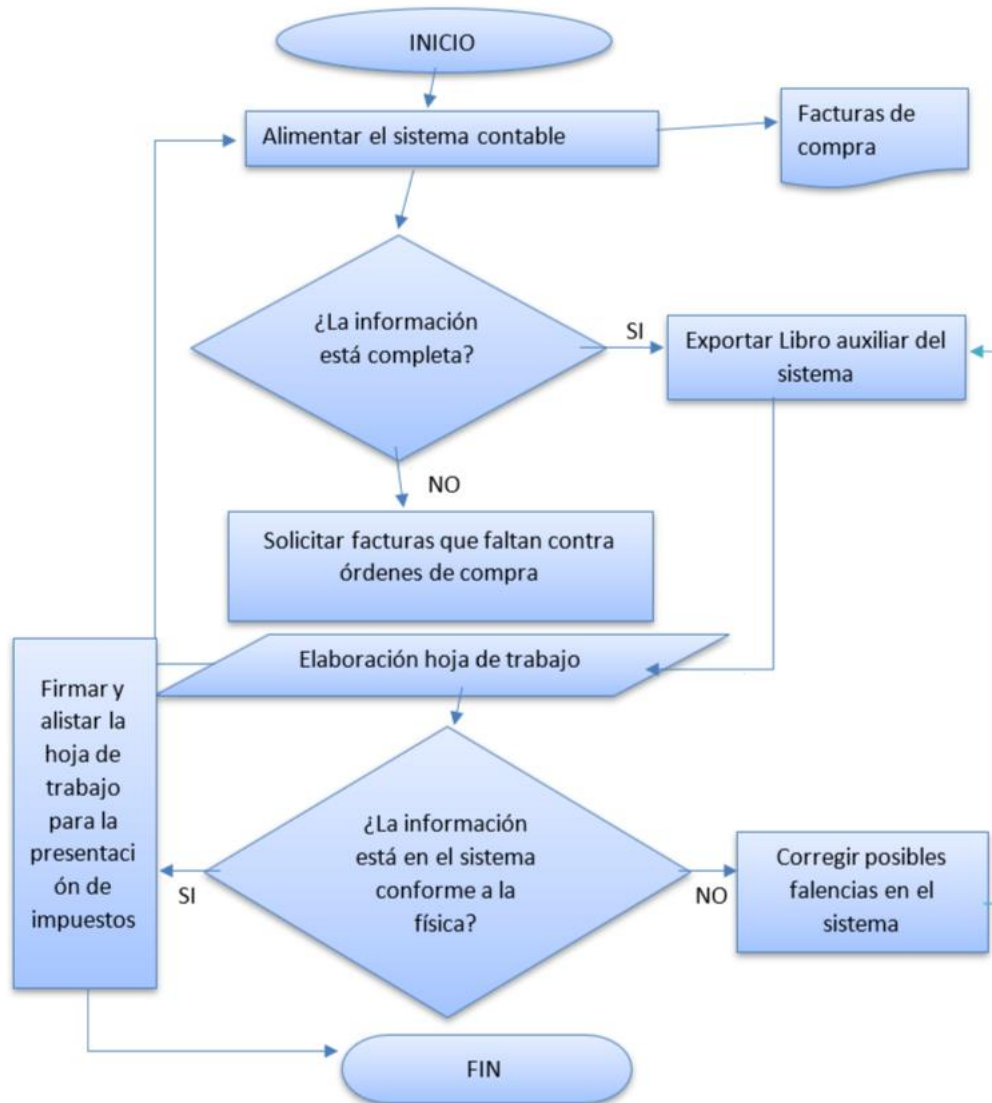 INICIO
Alimentar el sistema contable
Facturas de
compra
¿La información
está completa?
SI
Exportar Libro auxiliar del
sistema
NO
Solicitar facturas que faltan contra
órdenes de compra
Elaboración hoja de trabajo
Firmar y
alistar la
hoja de
trabajo
para la
presentaci
ón de
impuestos
SI
¿La información
está en el sistema
conforme a la
física?
NO
Corregir posibles
falencias en el
sistema
FIN